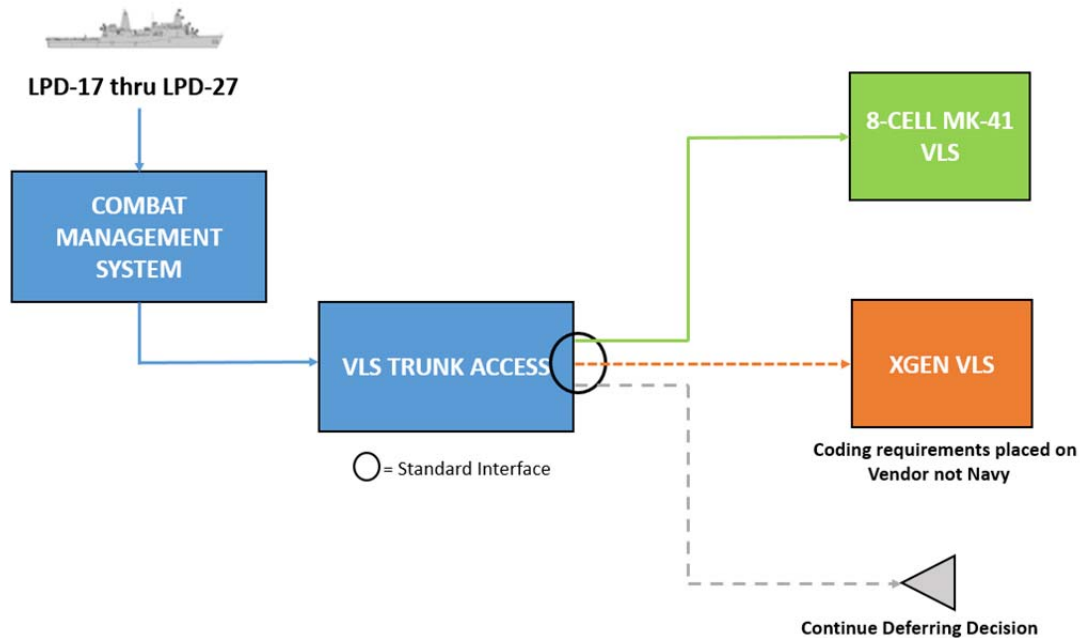 LPD-17 thru LPD-27
COMBAT
MANAGEMENT
SYSTEM
VLS TRUNK ACCESS
= Standard Interface
8-CELL MK-41
VLS
XGEN VLS
Coding requirements placed on
Vendor not Navy
Continue Deferring Decision